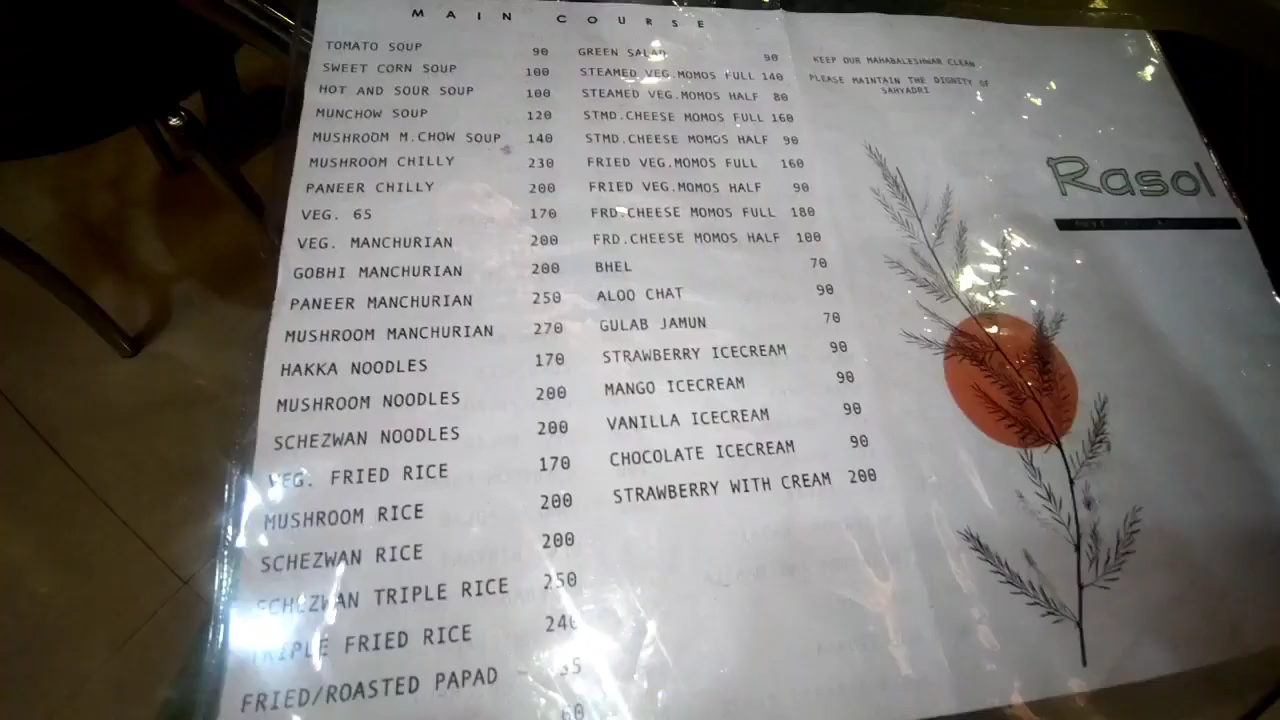 MAIN COURSE
TOMATO SOUP 90
SWEET CORN SOUP 100
HOT AND SOUR SOUP 100
MUNCHOW SOUP 120
MUSHROOM M.CHOW SOUP 140
MUSHROOM CHILLY 230
PANEER CHILLY 200
VEG. 65 170
VEG. MANCHURIAN 200
GOBHI MANCHURIAN 200
PANEER MANCHURIAN 250
MUSHROOM MANCHURIAN 270
HAKKA NOODLES 170
MUSHROOM NOODLES 200
SCHEZWAN NOODLES 200
VEG. FRIED RICE 170
MUSHROOM RICE 200
SCHEZWAN RICE 200
SCHEZWAN TRIPLE RICE 250
TRIPLE FRIED RICE 240
FRIED/ROASTED PAPAD
60
GREEN SALAD 90
STEAMED VEG.MOMOS FULL 140
STEAMED VEG.MOMOS HALF 80
STMD.CHEESE MOMOS FULL 160
STMD.CHEESE MOMOS HALF 90
FRIED VEG.MOMOS FULL 160
FRIED VEG.MOMOS HALF 90
FRD.CHEESE MOMOS FULL 180
FRD.CHEESE MOMOS HALF 100
BHEL 70
ALOO CHAT 90
GULAB JAMUN 70
STRAWBERRY ICECREAM 90
MANGO ICECREAM 90
VANILLA ICECREAM 90
CHOCOLATE ICECREAM 90
STRAWBERRY WITH CREAM 200
KEEP OUR MAHABALESHWAR CLEAN
PLEASE MAINTAIN THE DIGNITY OF
SAHYADRI
Rasol